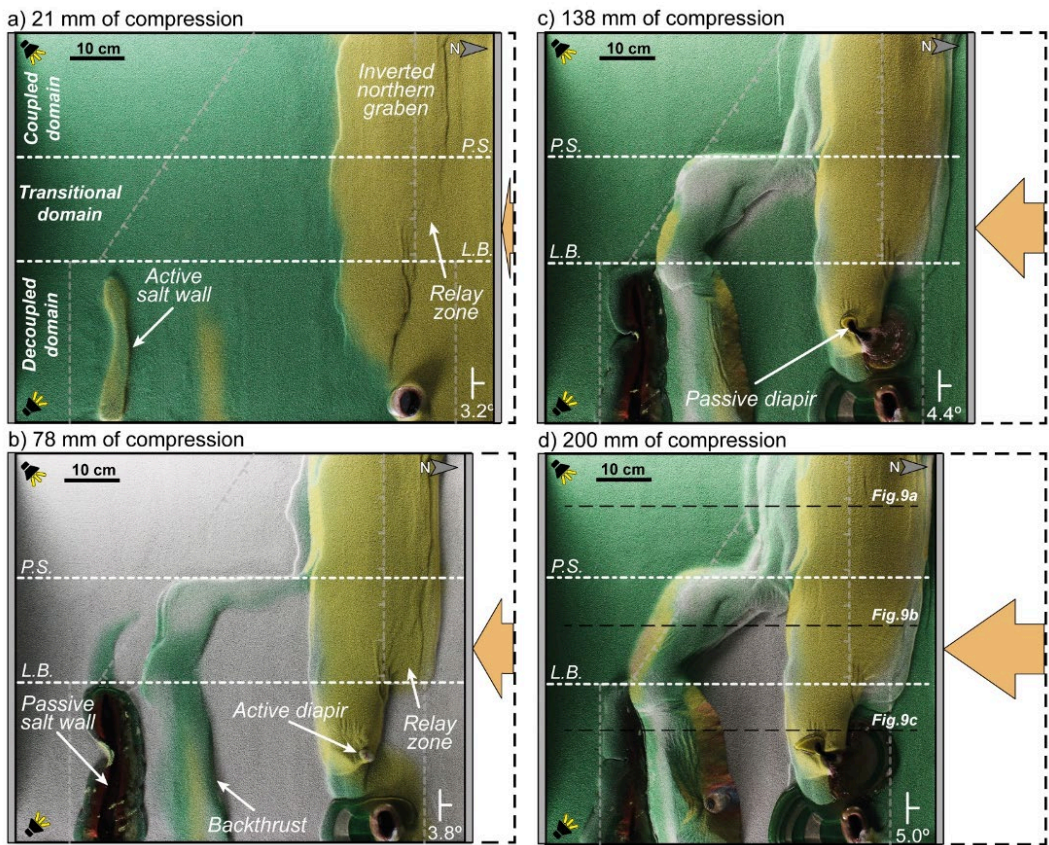 a) 21 mm of compression
10 cm
N
Coupled
domain
Inverted
northern
graben
P.S.
Transitional
domain
L.B.
Active
salt wall
Relay
zone
Decoupled
domain
3.2º
b) 78 mm of compression
10 cm
N
P.S.
L.B.
Passive
salt wall
Active diapir
Relay
zone
Backthrust
3.8º
c) 138 mm of compression
10 cm
N
P.S.
L.B.
Passive diapir
4.4º
d) 200 mm of compression
10 cm
N
Fig.9a
P.S.
Fig.9b
L.B.
Fig.9c
5.0º